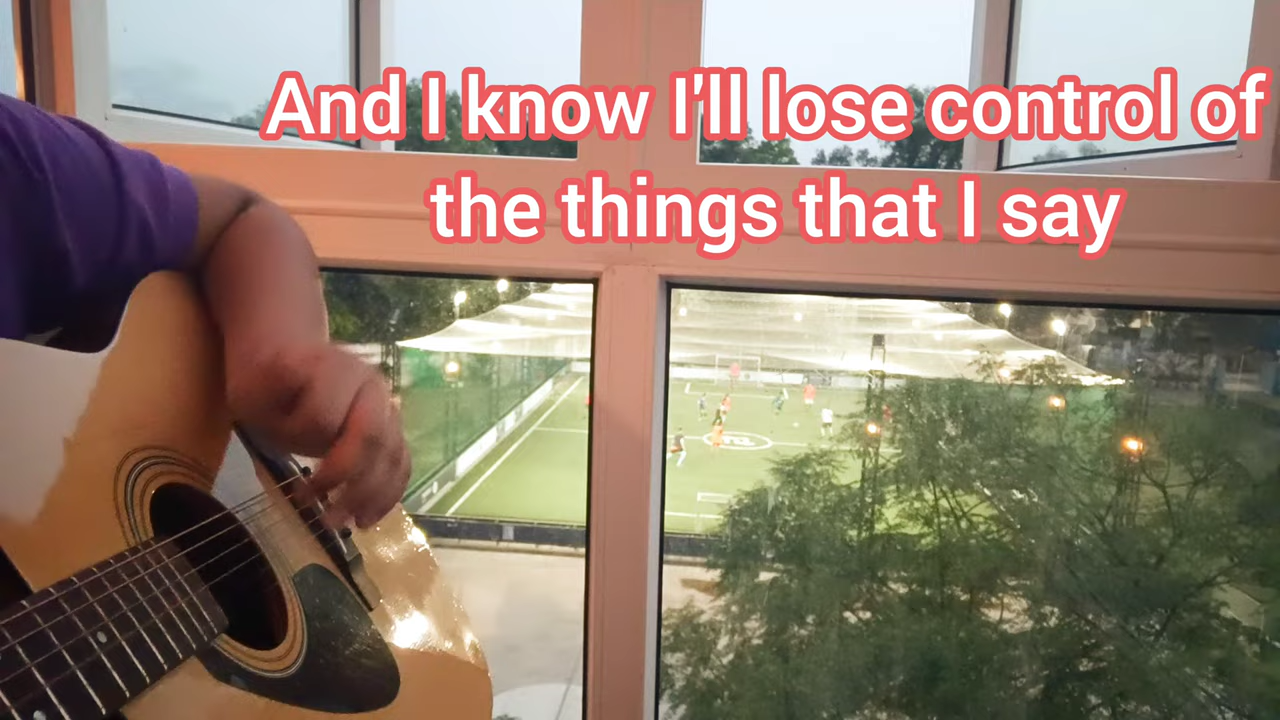 And I know I'll lose control of
the things that I say